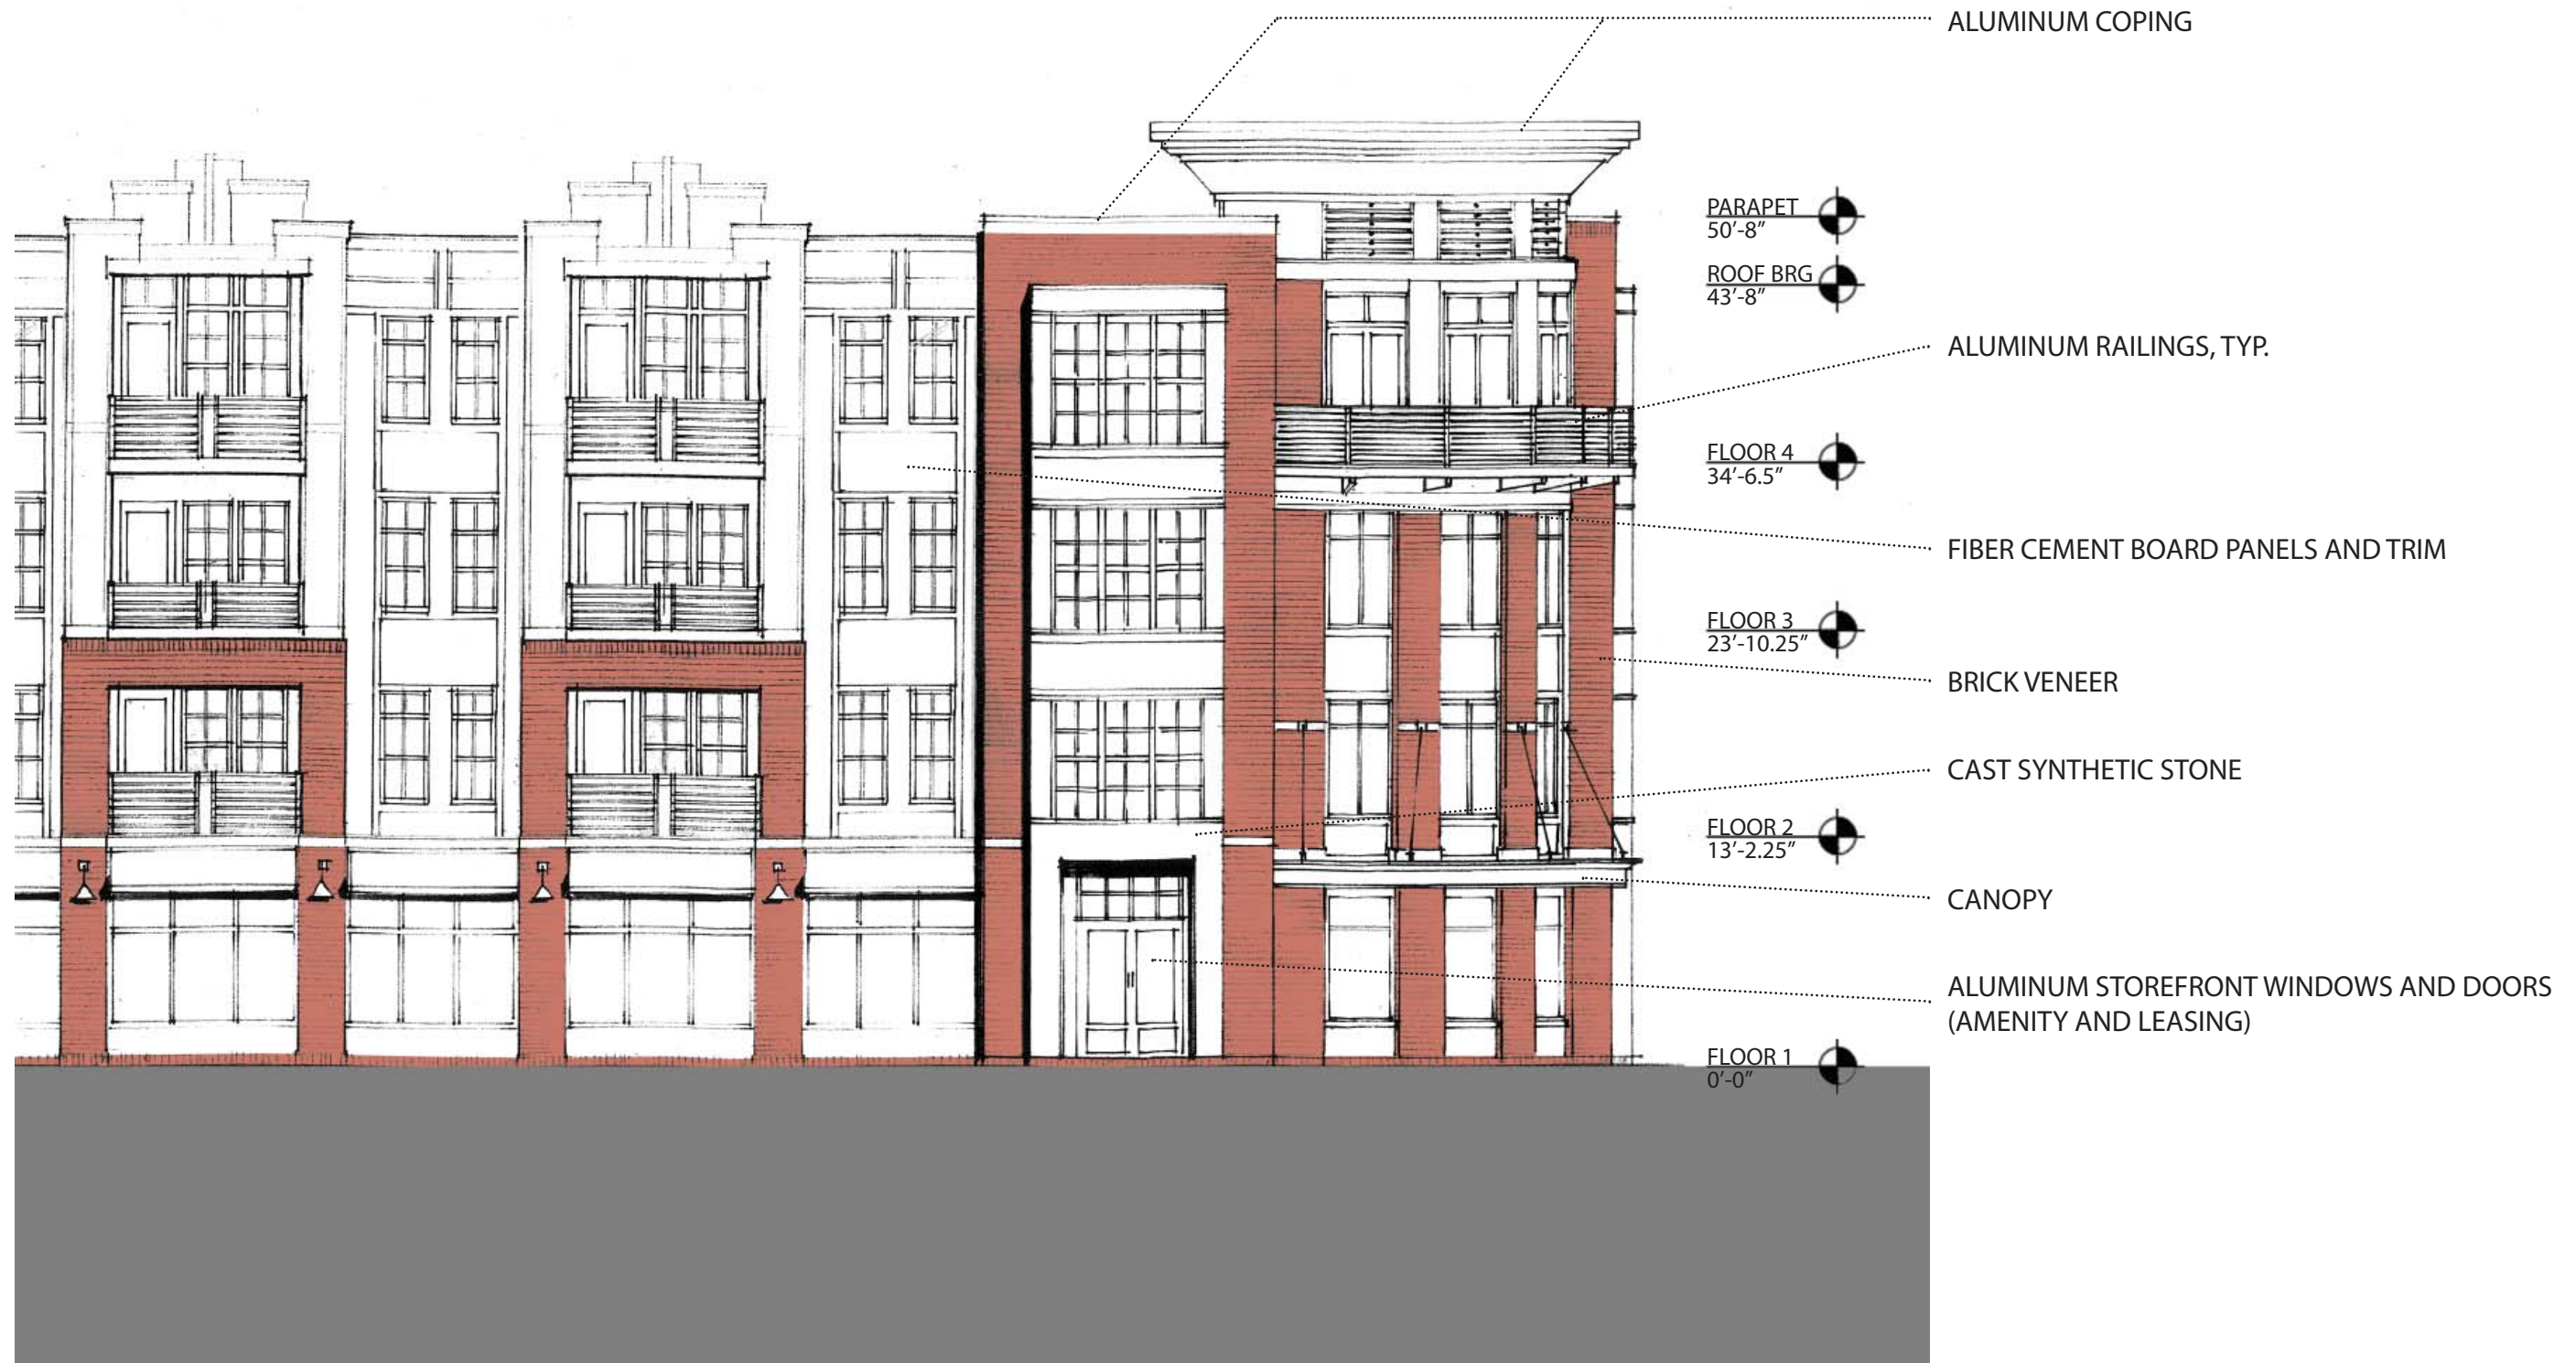 ALUMINUM COPING
PARAPET
50'-8"
ROOF BRG
43'-8"
ALUMINUM RAILINGS, TYP.
FLOOR 4
34'-6.5"
FIBER CEMENT BOARD PANELS AND TRIM
FLOOR 3
23'-10.25"
BRICK VENEER
CAST SYNTHETIC STONE
FLOOR 2
13'-2.25"
CANOPY
ALUMINUM STOREFRONT WINDOWS AND DOORS
(AMENITY AND LEASING)
FLOOR 1
0'-0"